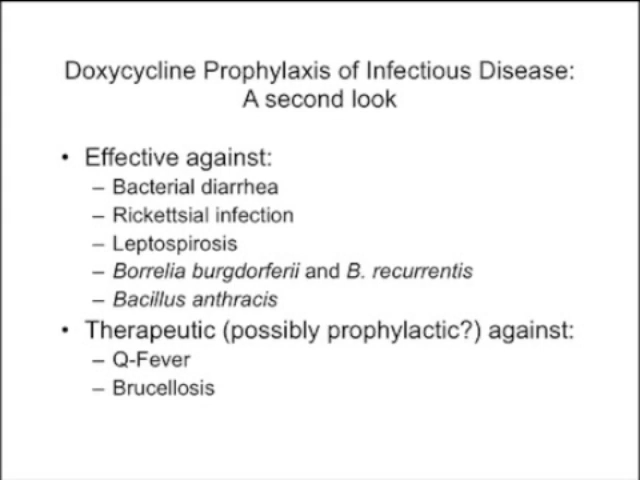 Doxycycline Prophylaxis of Infectious Disease:
A second look
• Effective against:
– Bacterial diarrhea
– Rickettsial infection
– Leptospirosis
– Borrelia burgdorferii and B. recurrentis
– Bacillus anthracis
• Therapeutic (possibly prophylactic?) against:
– Q-Fever
– Brucellosis